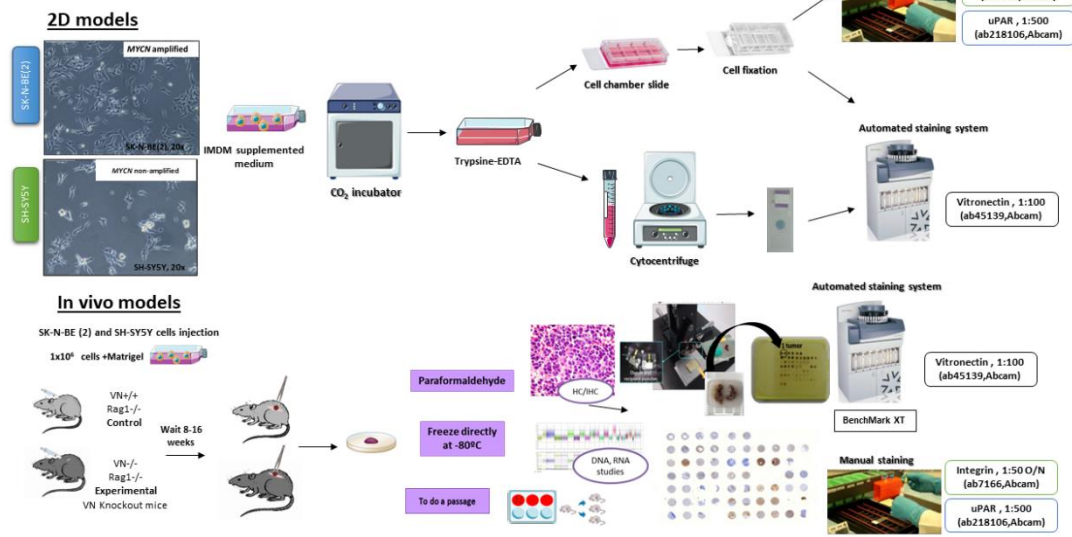 2D models
SK-N-BE(2)
MYCN amplified
SK-N-BE(2), 20x
SH-SY5Y
MYCN non-amplified
SH-SY5Y, 20x
IMDM supplemented
medium
CO₂ incubator
Trypsine-EDTA
Cell chamber slide
Cell fixation
Cytocentrifuge
uPAR , 1:500
(ab218106,Abcam)
Automated staining system
Vitronectin , 1:100
(ab45139,Abcam)
In vivo models
SK-N-BE (2) and SH-SY5Y cells injection
1x10⁶ cells +Matrigel
VN+/+
Rag1-/-
Control
VN-/-
Rag1-/-
Experimental
VN Knockout mice
Wait 8-16
weeks
Paraformaldehyde
Freeze directly
at -80ºC
To do a passage
HC/IHC
DNA, RNA
studies
tumor
Automated staining system
Vitronectin , 1:100
(ab45139,Abcam)
BenchMark XT
Manual staining
Integrin , 1:50 O/N
(ab7166,Abcam)
uPAR , 1:500
(ab218106,Abcam)